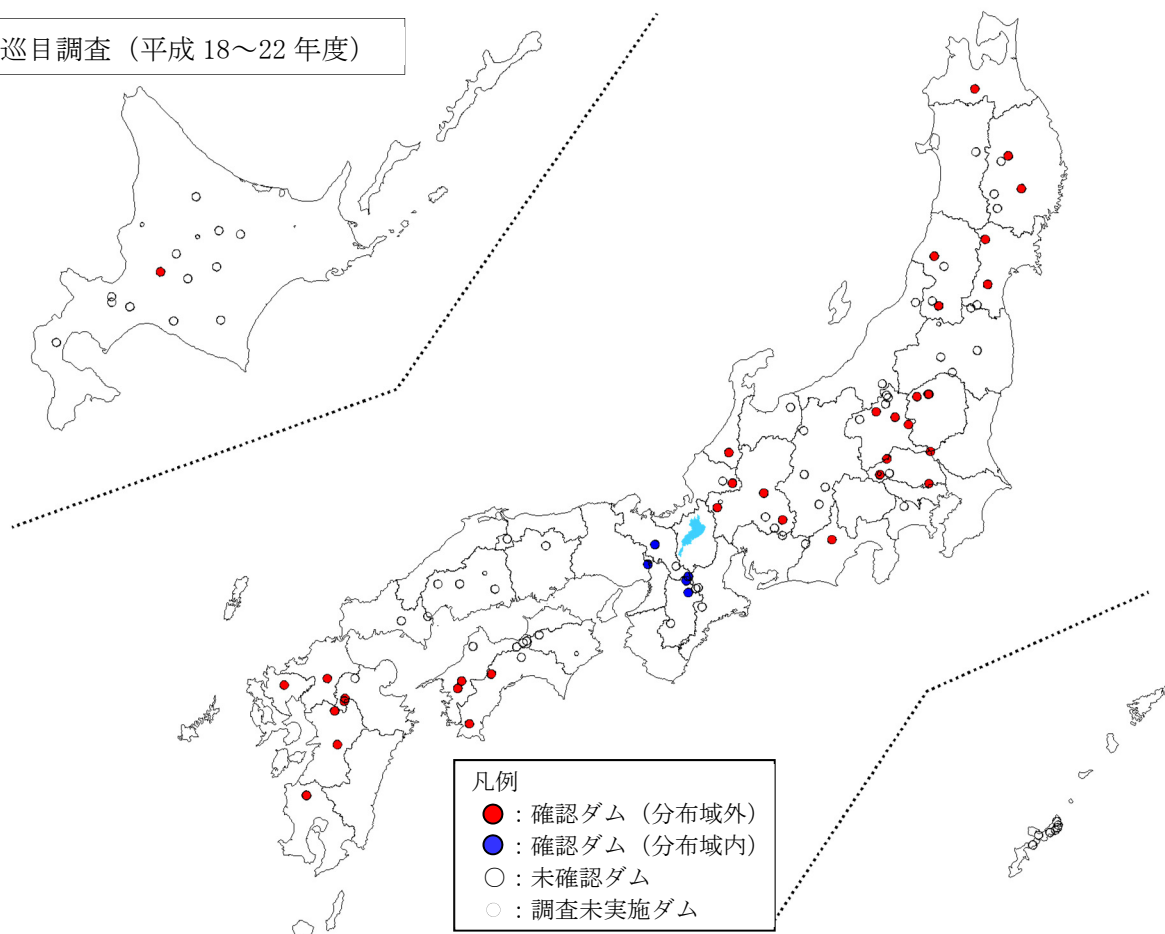 巡目調査（平成 18～22 年度）
凡例
：確認ダム（分布域外）
：確認ダム（分布域内）
：未確認ダム
：調査未実施ダム